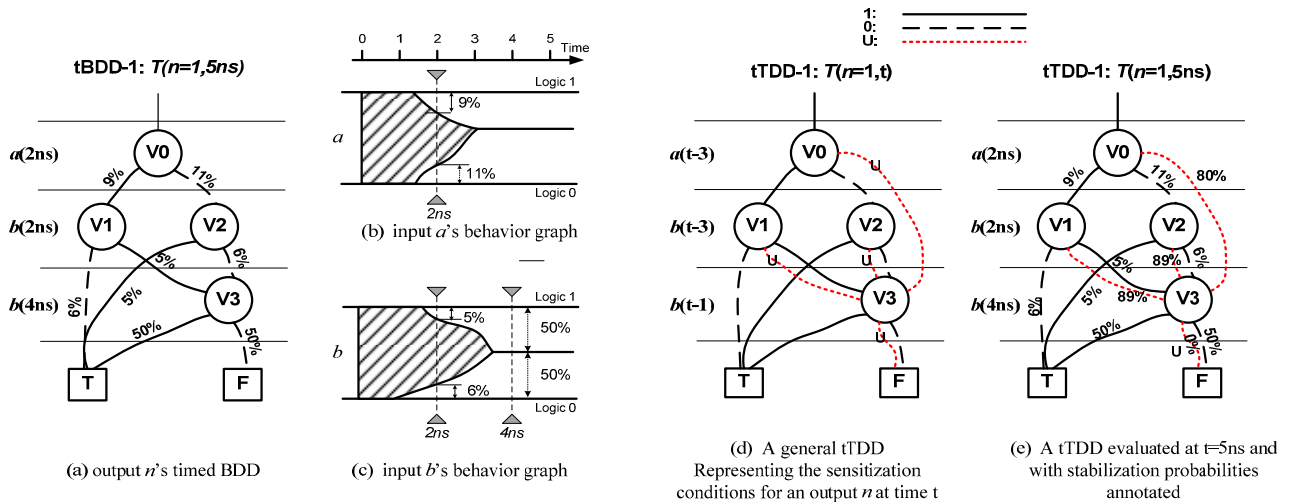 1:
0:
U:
tBDD-1: T(n=1,5ns)
a(2ns)
b(2ns)
b(4ns)
V0
V1
V2
V3
9%
11%
5%
6%
6%
5%
50%
50%
T
F
(a) output n's timed BDD
0 1 2 3 4 5
Time
Logic 1
a
9%
11%
Logic 0
2ns
(b) input a's behavior graph
Logic 1
b
5%
50%
50%
6%
Logic 0
2ns
4ns
(c) input b's behavior graph
tTDD-1: T(n=1,t)
a(t-3)
b(t-3)
b(t-1)
V0
V1
V2
V3
U
U
U
U
T
F
(d) A general tTDD
Representing the sensitization
conditions for an output n at time t
tTDD-1: T(n=1,5ns)
a(2ns)
b(2ns)
b(4ns)
V0
V1
V2
V3
9%
11%
80%
5%
89%
6%
6%
5%
89%
50%
50%
0%
U
T
F
(e) A tTDD evaluated at t=5ns and
with stabilization probabilities
annotated